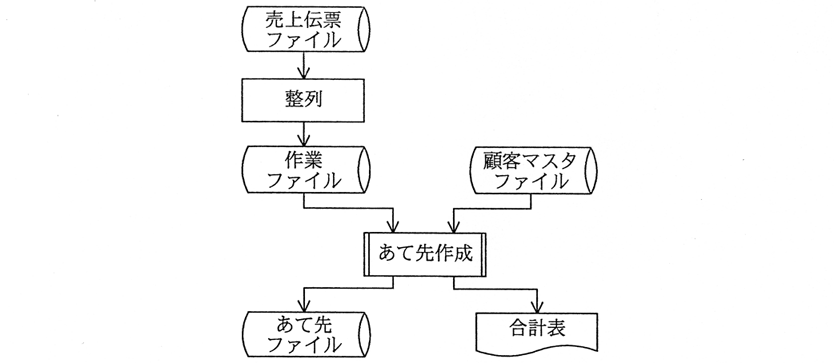 売上伝票
ファイル
整列
作業
ファイル
顧客マスタ
ファイル
あて先作成
あて先
ファイル
合計表